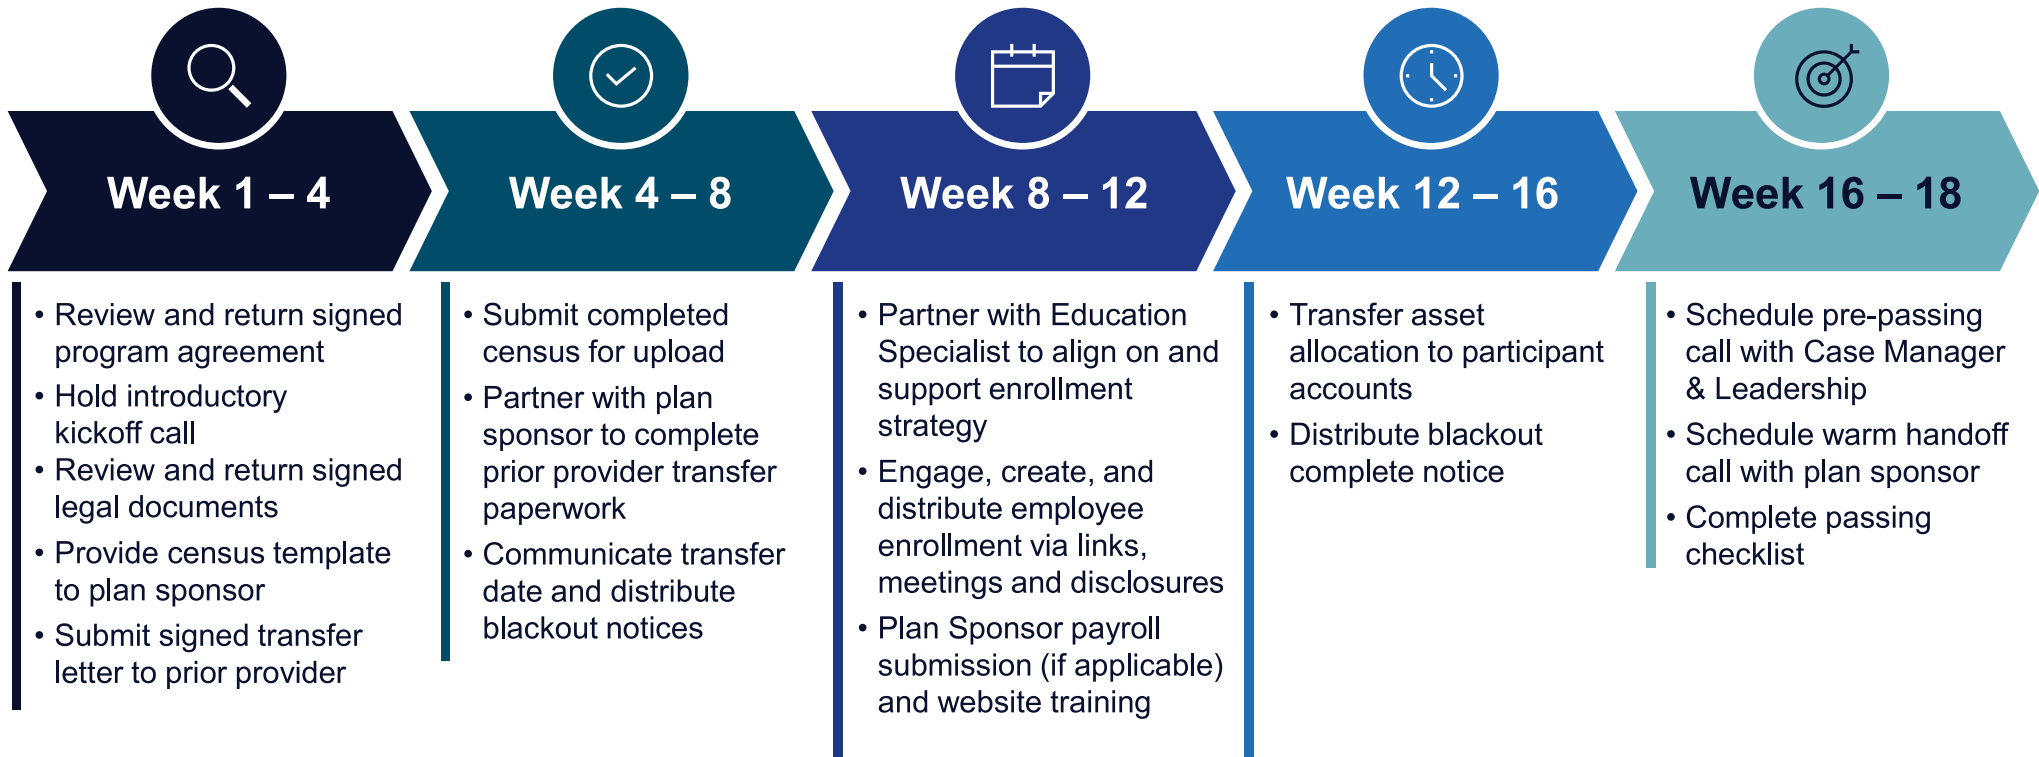 Week 1 – 4
• Review and return signed
program agreement
• Hold introductory
kickoff call
• Review and return signed
legal documents
• Provide census template
to plan sponsor
• Submit signed transfer
letter to prior provider
Week 4 – 8
• Submit completed
census for upload
• Partner with plan
sponsor to complete
prior provider transfer
paperwork
• Communicate transfer
date and distribute
blackout notices
Week 8 – 12
• Partner with Education
Specialist to align on and
support enrollment
strategy
• Engage, create, and
distribute employee
enrollment via links,
meetings and disclosures
• Plan Sponsor payroll
submission (if applicable)
and website training
Week 12 – 16
• Transfer asset
allocation to participant
accounts
• Distribute blackout
complete notice
Week 16 – 18
• Schedule pre-passing
call with Case Manager
& Leadership
• Schedule warm handoff
call with plan sponsor
• Complete passing
checklist